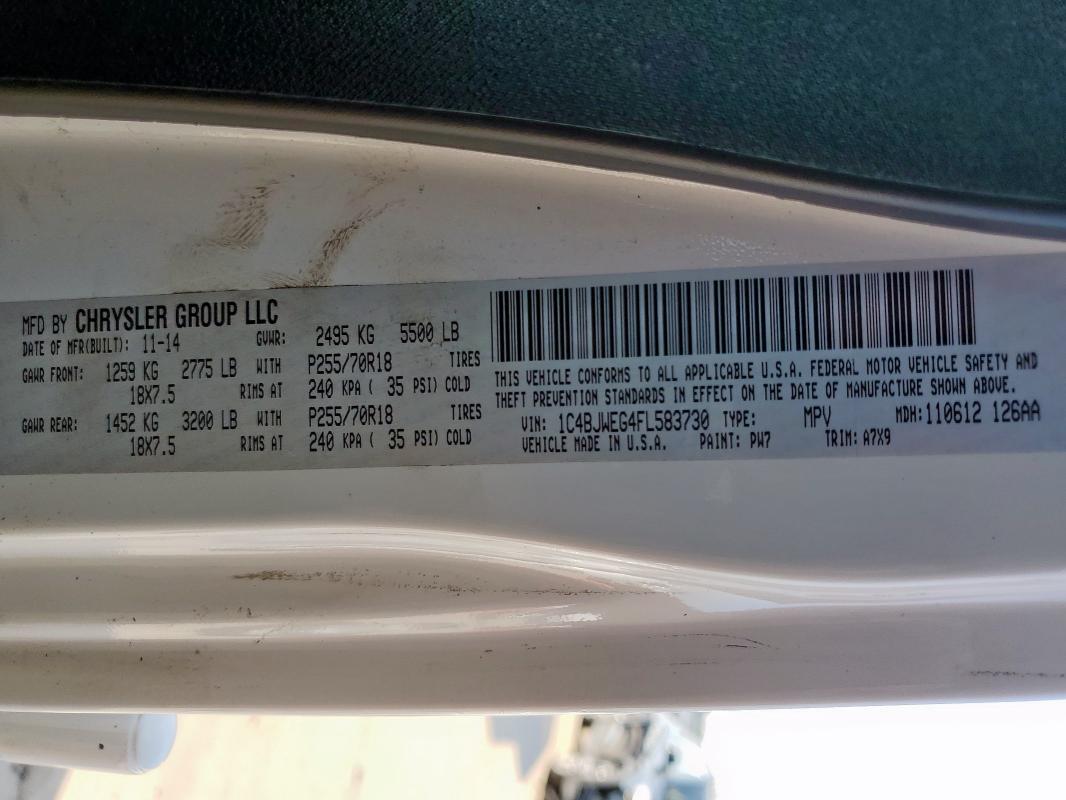 MFD BY CHRYSLER GROUP LLC
DATE OF MFR(BUILT): 11-14 GVWR: 2495 KG 5500 LB
GAWR FRONT: 1259 KG 2775 LB WITH P255/70R18 TIRES
18X7.5 RIMS AT 240 KPA ( 35 PSI) COLD
GAWR REAR: 1452 KG 3200 LB WITH P255/70R18 TIRES
18X7.5 RIMS AT 240 KPA ( 35 PSI) COLD
THIS VEHICLE CONFORMS TO ALL APPLICABLE U.S.A. FEDERAL MOTOR VEHICLE SAFETY AND
THEFT PREVENTION STANDARDS IN EFFECT ON THE DATE OF MANUFACTURE SHOWN ABOVE.
VIN: 1C4BJWEG4FL583730 TYPE: MPV MDH: 110612 126AA
VEHICLE MADE IN U.S.A. PAINT: PW7 TRIM: A7X9